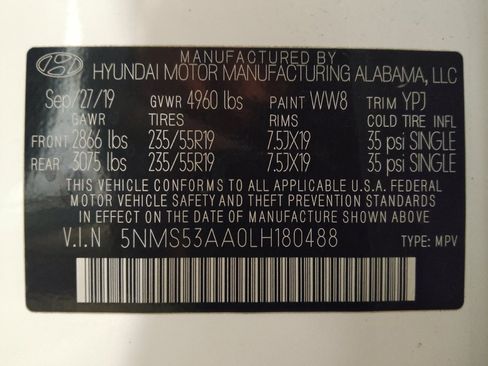 MANUFACTURED BY
HYUNDAI MOTOR MANUFACTURING ALABAMA, LLC
Sep/27/19 GVWR 4960 lbs PAINT WW8 TRIM YPJ
GAWR TIRES RIMS COLD TIRE INFL
FRONT 2866 lbs 235/55R19 7.5JX19 35 psi SINGLE
REAR 3075 lbs 235/55R19 7.5JX19 35 psi SINGLE
THIS VEHICLE CONFORMS TO ALL APPLICABLE U.S.A. FEDERAL
MOTOR VEHICLE SAFETY AND THEFT PREVENTION STANDARDS
IN EFFECT ON THE DATE OF MANUFACTURE SHOWN ABOVE.
V.I.N 5NMS53AA0LH180488 TYPE: MPV